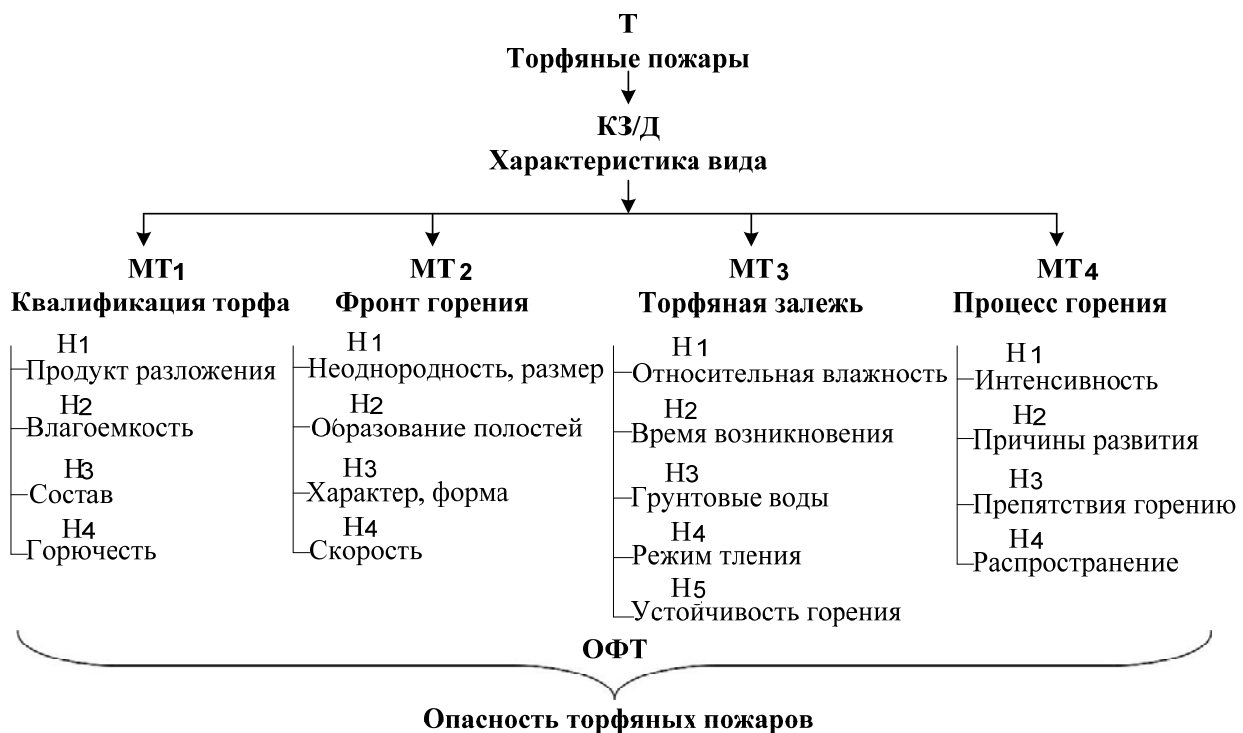 Т
Торфяные пожары
КЗ/Д
Характеристика вида
МТ1
Квалификация торфа
Н1
Продукт разложения
Н2
Влагоемкость
Н3
Состав
Н4
Горючесть
МТ2
Фронт горения
Н1
Неоднородность, размер
Н2
Образование полостей
Н3
Характер, форма
Н4
Скорость
МТ3
Торфяная залежь
Н1
Относительная влажность
Н2
Время возникновения
Н3
Грунтовые воды
Н4
Режим тления
Н5
Устойчивость горения
МТ4
Процесс горения
Н1
Интенсивность
Н2
Причины развития
Н3
Препятствия горению
Н4
Распространение
ОФТ
Опасность торфяных пожаров